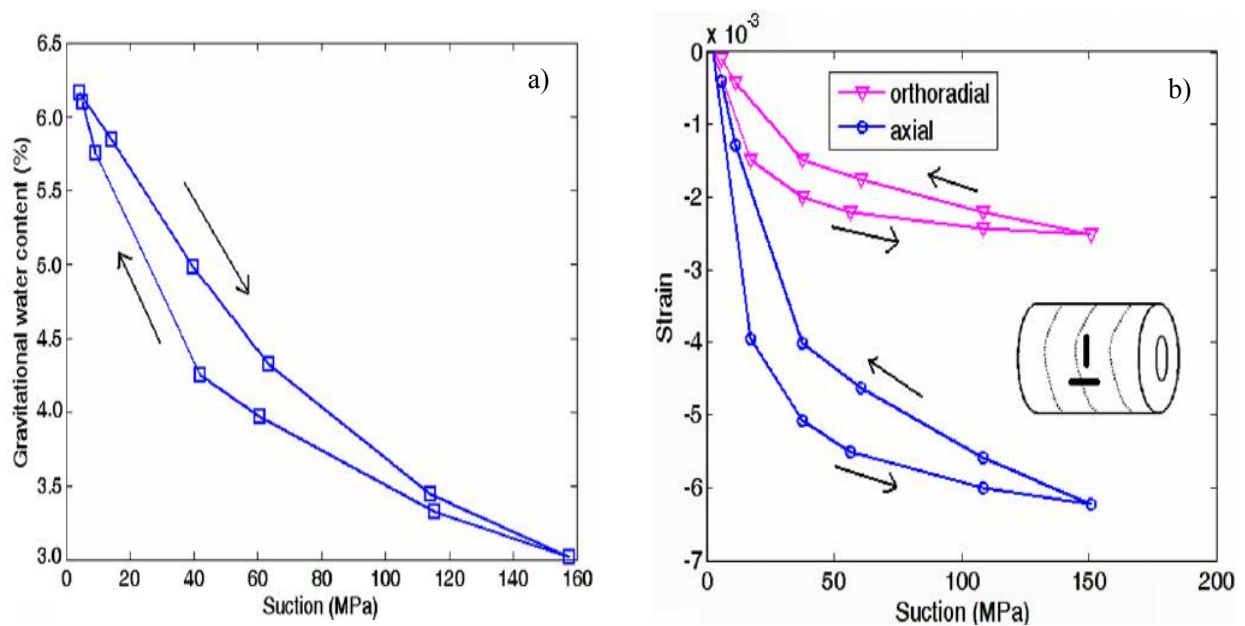 a)
6.5
6.0
5.5
5.0
4.5
4.0
3.5
3.0
Gravitational water content (%)
0 20 40 60 80 100 120 140 160
Suction (MPa)
b)
x 10-3
0
-1
-2
-3
-4
-5
-6
-7
Strain
orthoradial
axial
0 50 100 150 200
Suction (MPa)